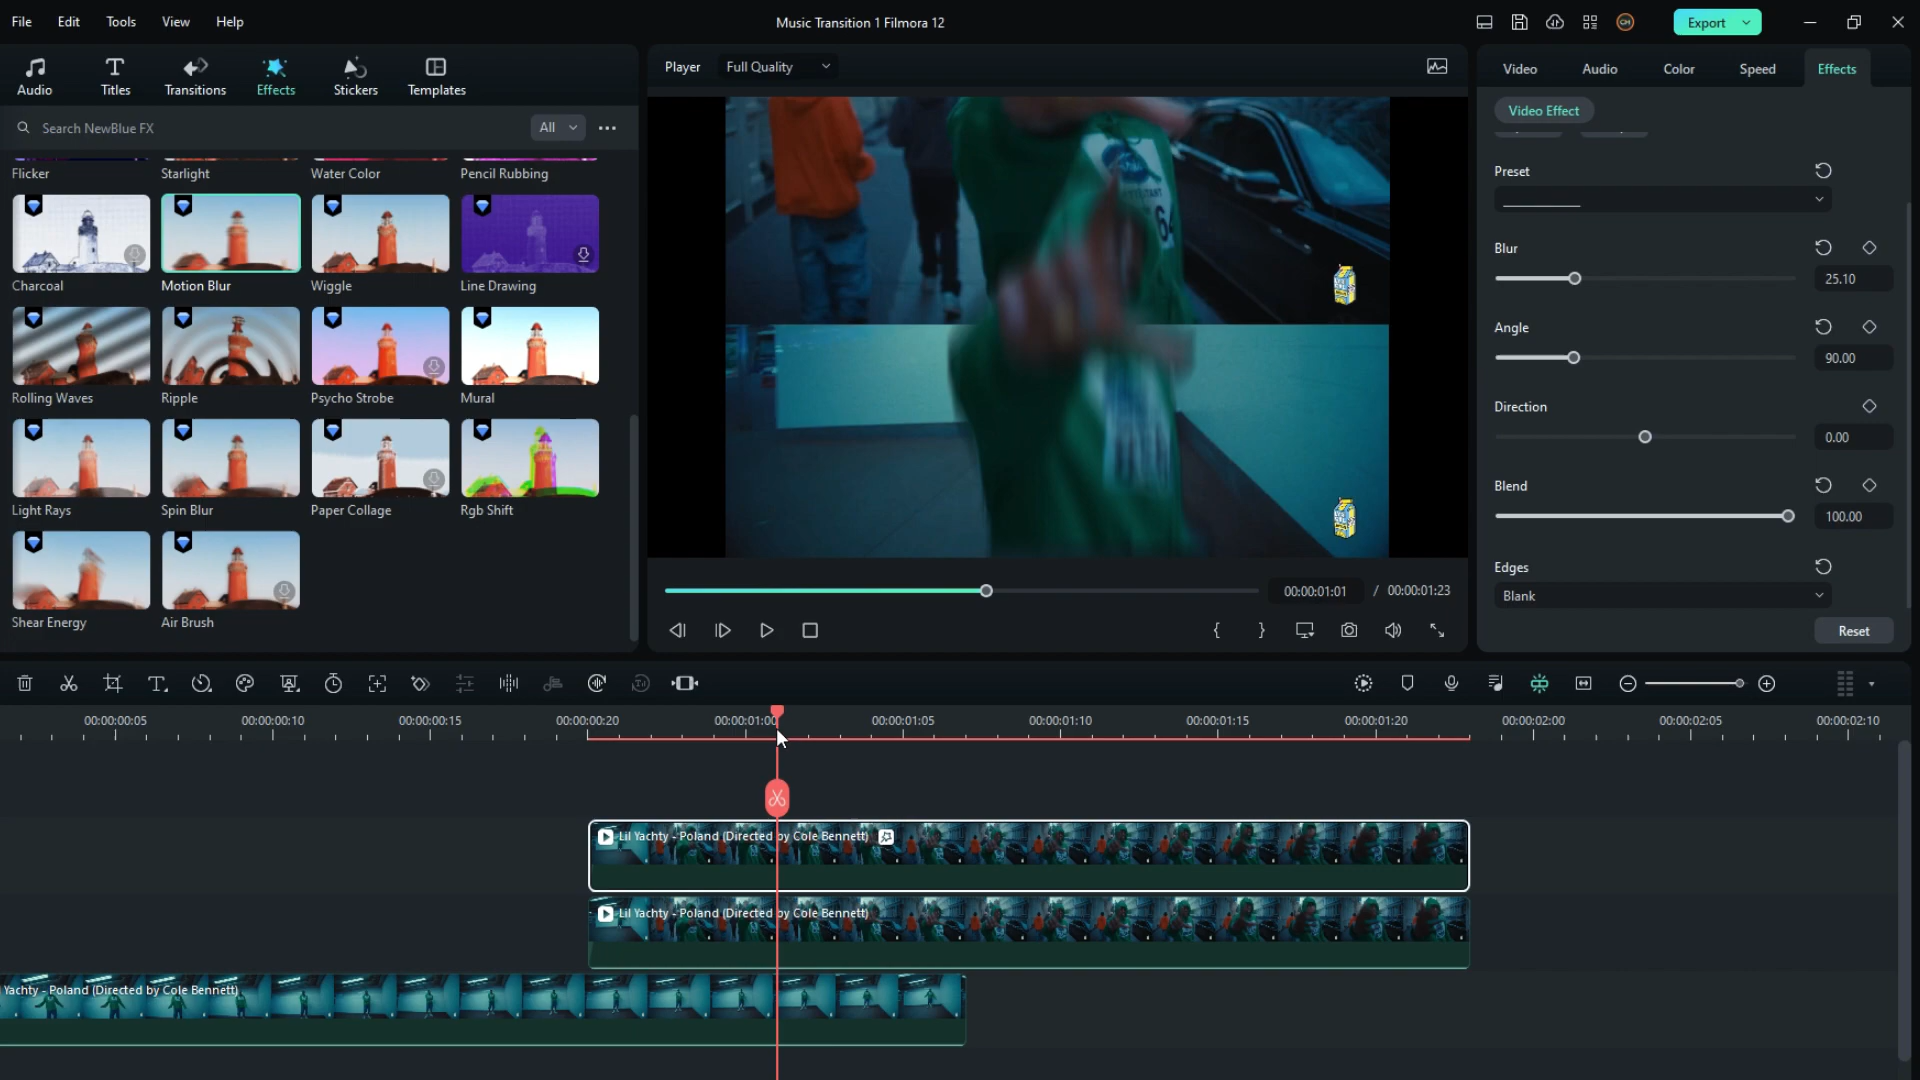 File Edit Tools View Help
Music Transition 1 Filmora 12
Export
Audio Titles Transitions Effects Stickers Templates
Search NewBlue FX
All
Flicker Starlight Water Color Pencil Rubbing
Charcoal Motion Blur Wiggle Line Drawing
Rolling Waves Ripple Psycho Strobe Mural
Light Rays Spin Blur Paper Collage Rgb Shift
Shear Energy Air Brush
Player Full Quality
00:00:01:01 / 00:00:01:23
Video Audio Color Speed Effects
Video Effect
Preset
Blur
25.10
Angle
90.00
Direction
0.00
Blend
100.00
Edges
Blank
Reset
00:00:00:05 00:00:00:10 00:00:00:15 00:00:00:20 00:00:01:00 00:00:01:05 00:00:01:10 00:00:01:15 00:00:01:20 00:00:02:00 00:00:02:05 00:00:02:10
Lil Yachty - Poland (Directed by Cole Bennett)
Lil Yachty - Poland (Directed by Cole Bennett)
Yachty - Poland (Directed by Cole Bennett)